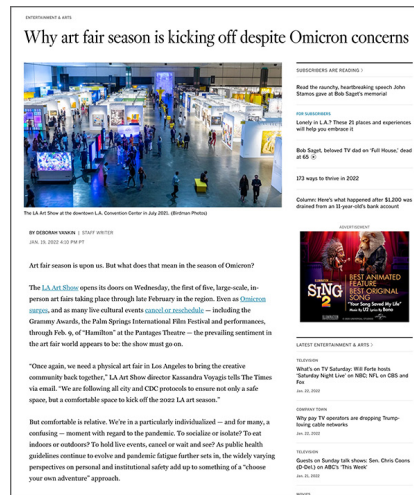 ENTERTAINMENT & ARTS
Why art fair season is kicking off despite Omicron concerns
The LA Art Show at the downtown L.A. Convention Center in July 2021. (Birdman Photos)
BY DEBORAH VANKIN | STAFF WRITER
JAN. 19, 2022 4:10 PM PT
Art fair season is upon us. But what does that mean in the season of Omicron?
The LA Art Show opens its doors on Wednesday, the first of five, large-scale, in-
person art fairs taking place through late February in the region. Even as Omicron
surges, and as many live cultural events cancel or reschedule — including the
Grammy Awards, the Palm Springs International Film Festival and performances,
through Feb. 9, of “Hamilton” at the Pantages Theatre — the prevailing sentiment in
the art fair world appears to be: the show must go on.
“Once again, we need a physical art fair in Los Angeles to bring the creative
community back together,” LA Art Show director Kassandra Voyagis tells The Times
via email. “We are following all city and CDC protocols to ensure not only a safe
space, but a comfortable space to kick off the 2022 LA art season.”
But comfortable is relative. We’re in a particularly individualized — and for many, a
confusing — moment with regard to the pandemic. To socialize or isolate? To eat
indoors or outdoors? To hold live events, cancel or wait and see? As public health
guidelines continue to evolve and pandemic fatigue further sets in, the widely varying
perspectives on personal and institutional safety add up to something of a “choose
your own adventure” approach.
SUBSCRIBERS ARE READING
Read the raunchy, heartbreaking speech John
Stamos gave at Bob Saget’s memorial
FOR SUBSCRIBERS
Lonely in L.A.? These 21 places and experiences
will help you embrace it
Bob Saget, beloved TV dad on ‘Full House,’ dead
at 65
173 ways to thrive in 2022
Column: Here’s what happened after $1,200 was
drained from an 11-year-old’s bank account
ADVERTISEMENT
SING 2
BEST ANIMATED
FEATURE
BEST ORIGINAL
SONG
“Your Song Saved My Life”
LATEST ENTERTAINMENT & ARTS
TELEVISION
What’s on TV Saturday: Will Forte hosts
‘Saturday Night Live’ on NBC; NFL on CBS and
Fox
Jan. 22, 2022
COMPANY TOWN
Why pay TV operators are dropping Trump-
loving cable networks
Jan. 22, 2022
TELEVISION
Guests on Sunday talk shows: Sen. Chris Coons
(D-Del.) on ABC’s ‘This Week’
Jan. 21, 2022
MOVIES